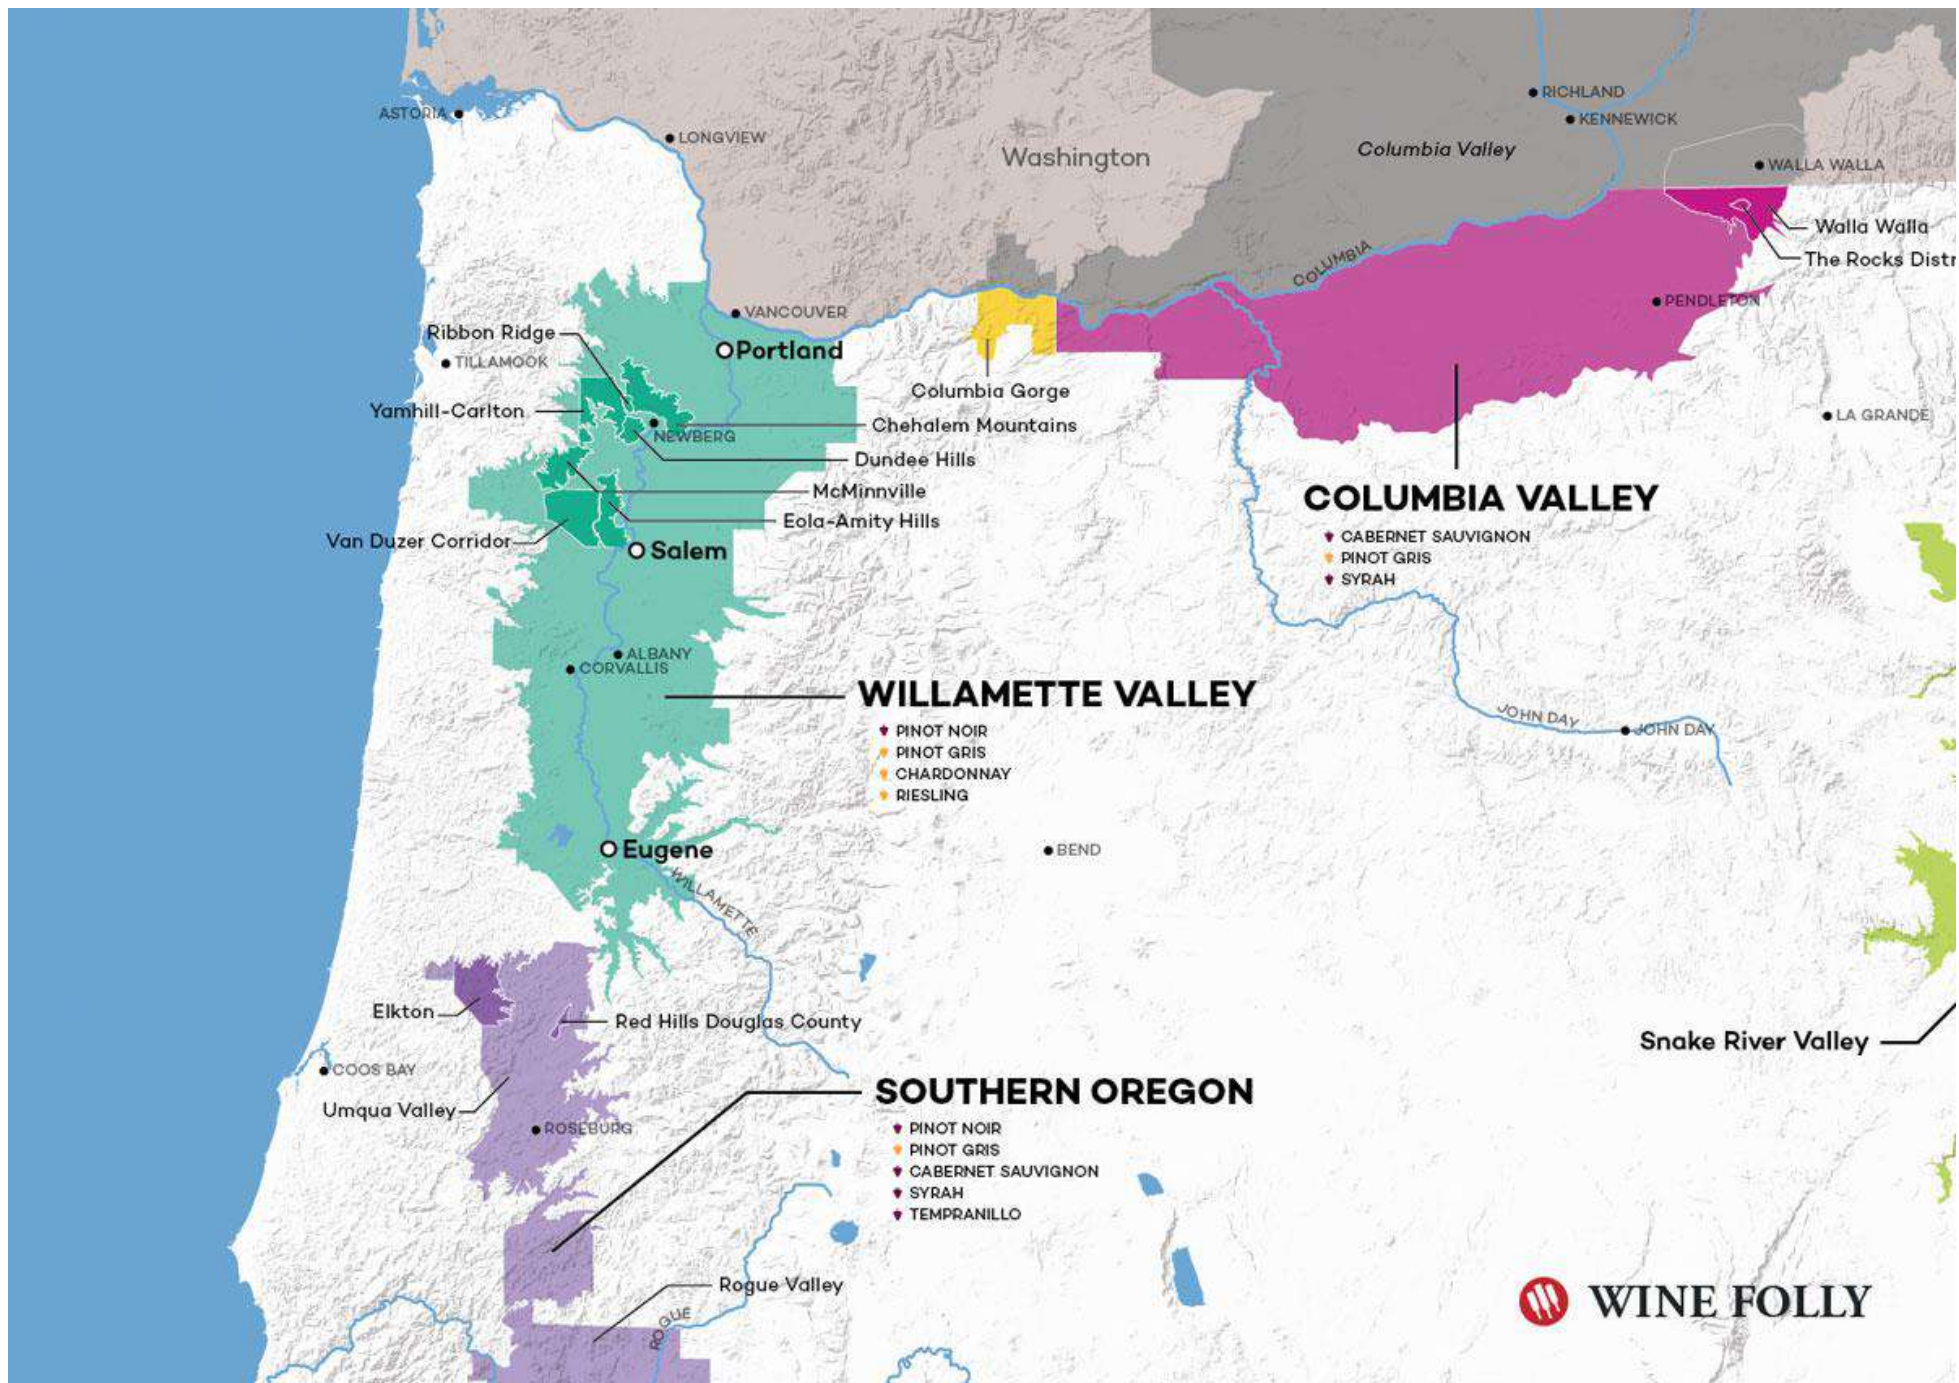 ASTORIA
LONGVIEW
Washington
Columbia Valley
RICHLAND
KENNEWICK
WALLA WALLA
Walla Walla
The Rocks Distr
COLUMBIA
PENDLETON
VANCOUVER
Portland
Ribbon Ridge
TILLAMOOK
Yamhill-Carlton
NEWBERG
Columbia Gorge
Chehalem Mountains
Dundee Hills
McMinnville
Eola-Amity Hills
Van Duzer Corridor
Salem
LA GRANDE
COLUMBIA VALLEY
CABERNET SAUVIGNON
PINOT GRIS
SYRAH
ALBANY
CORVALLIS
WILLAMETTE VALLEY
PINOT NOIR
PINOT GRIS
CHARDONNAY
RIESLING
JOHN DAY
JOHN DAY
Eugene
BEND
WILLAMETTE
Elkton
Red Hills Douglas County
COOS BAY
Umqua Valley
ROSEBURG
Snake River Valley
SOUTHERN OREGON
PINOT NOIR
PINOT GRIS
CABERNET SAUVIGNON
SYRAH
TEMPRANILLO
Rogue Valley
ROGUE
WINE FOLLY